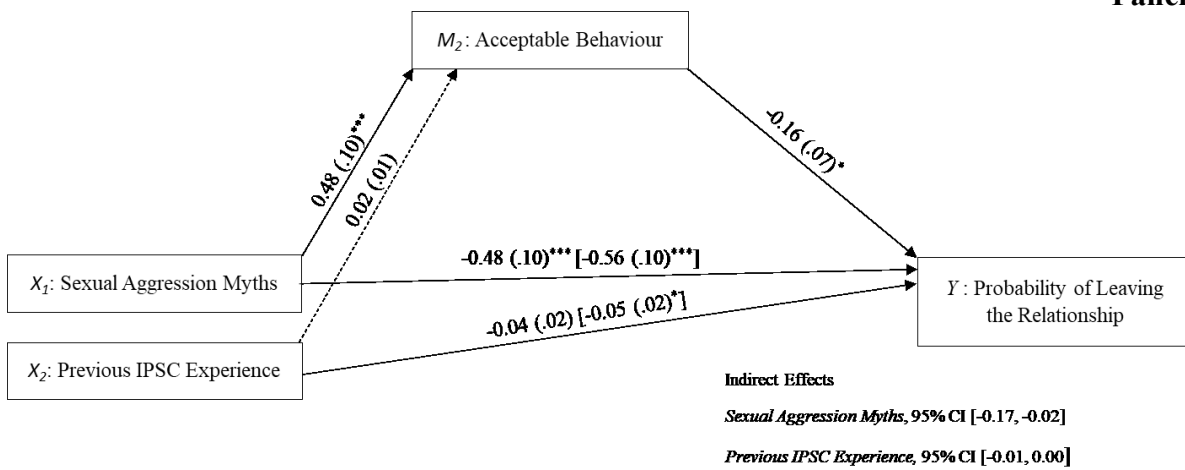 M2: Acceptable Behaviour
0.48 (.10)***
0.02 (.01)
-0.16 (.07)*
-0.48 (.10)*** [-0.56 (.10)***]
X1: Sexual Aggression Myths
-0.04 (.02) [-0.05 (.02)*]
Y : Probability of Leaving
the Relationship
X2: Previous IPSC Experience
Indirect Effects
Sexual Aggression Myths, 95% CI [-0.17, -0.02]
Previous IPSC Experience, 95% CI [-0.01, 0.00]